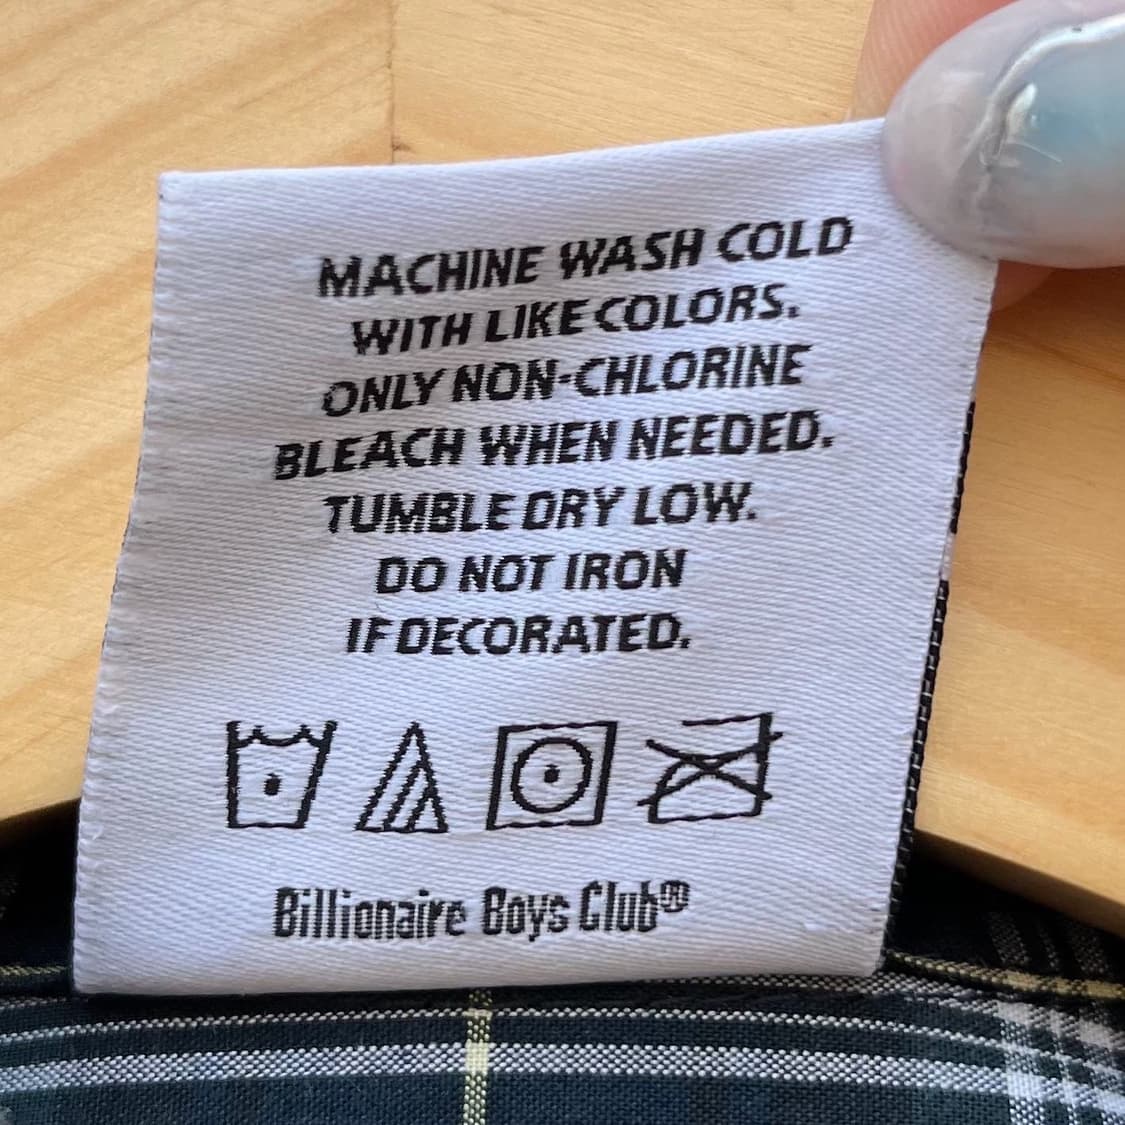 MACHINE WASH COLD
WITH LIKE COLORS.
ONLY NON-CHLORINE
BLEACH WHEN NEEDED.
TUMBLE DRY LOW.
DO NOT IRON
IF DECORATED.
Billionaire Boys Club®